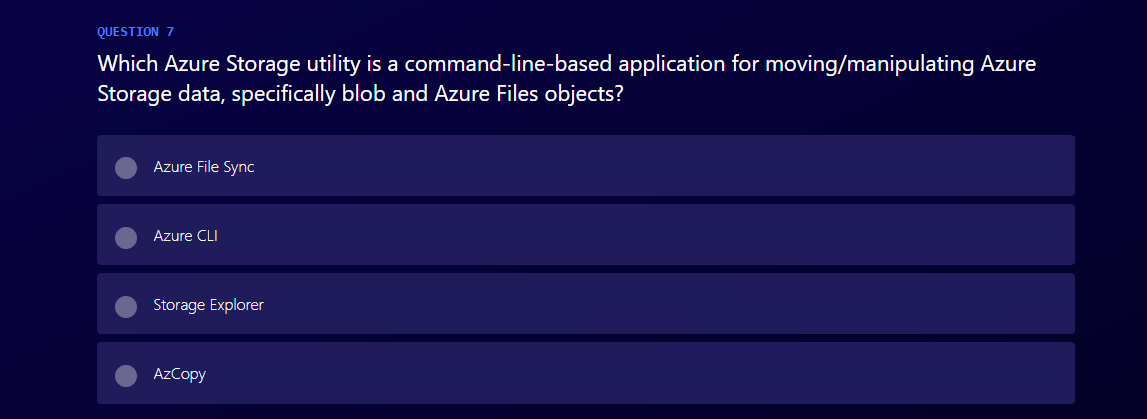 QUESTION 7
Which Azure Storage utility is a command-line-based application for moving/manipulating Azure
Storage data, specifically blob and Azure Files objects?
Azure File Sync
Azure CLI
Storage Explorer
AzCopy